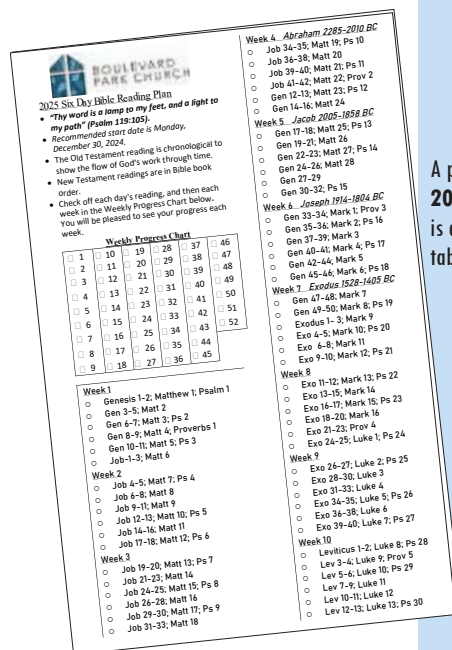 BOULEVARD
PARK CHURCH
2025 Six Day Bible Reading Plan
• "Thy word is a lamp to my feet, and a light to
my path" (Psalm 119:105).
• Recommended start date is Monday,
December 30, 2024.
• The Old Testament reading is chronological to
show the flow of God's work through time.
• New Testament readings are in Bible book
order.
• Check off each day's reading, and then each
week in the Weekly Progress Chart below.
You will be pleased to see your progress each
week.
Weekly Progress Chart
□ 1 □ 10 □ 19 □ 28 □ 37 □ 46
□ 2 □ 11 □ 20 □ 29 □ 38 □ 47
□ 3 □ 12 □ 21 □ 30 □ 39 □ 48
□ 4 □ 13 □ 22 □ 31 □ 40 □ 49
□ 5 □ 14 □ 23 □ 32 □ 41 □ 50
□ 6 □ 15 □ 24 □ 33 □ 42 □ 51
□ 7 □ 16 □ 25 □ 34 □ 43 □ 52
□ 8 □ 17 □ 26 □ 35 □ 44
□ 9 □ 18 □ 27 □ 36 □ 45
Week 1
○ Genesis 1-2; Matthew 1; Psalm 1
○ Gen 3-5; Matt 2
○ Gen 6-7; Matt 3; Ps 2
○ Gen 8-9; Matt 4; Proverbs 1
○ Gen 10-11; Matt 5; Ps 3
○ Job-1-3; Matt 6
Week 2
○ Job 4-5; Matt 7; Ps 4
○ Job 6-8; Matt 8
○ Job 9-11; Matt 9
○ Job 12-13; Matt 10; Ps 5
○ Job 14-16; Matt 11
○ Job 17-18; Matt 12; Ps 6
Week 3
○ Job 19-20; Matt 13; Ps 7
○ Job 21-23; Matt 14
○ Job 24-25; Matt 15; Ps 8
○ Job 26-28; Matt 16
○ Job 29-30; Matt 17; Ps 9
○ Job 31-33; Matt 18
Week 4 Abraham 2285-2010 BC
○ Job 34-35; Matt 19; Ps 10
○ Job 36-38; Matt 20
○ Job 39-40; Matt 21; Ps 11
○ Job 41-42; Matt 22; Prov 2
○ Gen 12-13; Matt 23; Ps 12
○ Gen 14-16; Matt 24
Week 5 Jacob 2005-1858 BC
○ Gen 17-18; Matt 25; Ps 13
○ Gen 19-21; Matt 26
○ Gen 22-23; Matt 27; Ps 14
○ Gen 24-26; Matt 28
○ Gen 27-29
○ Gen 30-32; Ps 15
Week 6 Joseph 1914-1804 BC
○ Gen 33-34; Mark 1; Prov 3
○ Gen 35-36; Mark 2; Ps 16
○ Gen 37-39; Mark 3
○ Gen 40-41; Mark 4; Ps 17
○ Gen 42-44; Mark 5
○ Gen 45-46; Mark 6; Ps 18
Week 7 Exodus 1528-1405 BC
○ Gen 47-48; Mark 7
○ Gen 49-50; Mark 8; Ps 19
○ Exodus 1- 3; Mark 9
○ Exo 4-5; Mark 10; Ps 20
○ Exo 6-8; Mark 11
○ Exo 9-10; Mark 12; Ps 21
Week 8
○ Exo 11-12; Mark 13; Ps 22
○ Exo 13-15; Mark 14
○ Exo 16-17; Mark 15; Ps 23
○ Exo 18-20; Mark 16
○ Exo 21-23; Prov 4
○ Exo 24-25; Luke 1; Ps 24
Week 9
○ Exo 26-27; Luke 2; Ps 25
○ Exo 28-30; Luke 3
○ Exo 31-33; Luke 4
○ Exo 34-35; Luke 5; Ps 26
○ Exo 36-38; Luke 6
○ Exo 39-40; Luke 7; Ps 27
Week 10
○ Leviticus 1-2; Luke 8; Ps 28
○ Lev 3-4; Luke 9; Prov 5
○ Lev 5-6; Luke 10; Ps 29
○ Lev 7-9; Luke 11
○ Lev 10-11; Luke 12
○ Lev 12-13; Luke 13; Ps 30
A p
20
is
tab